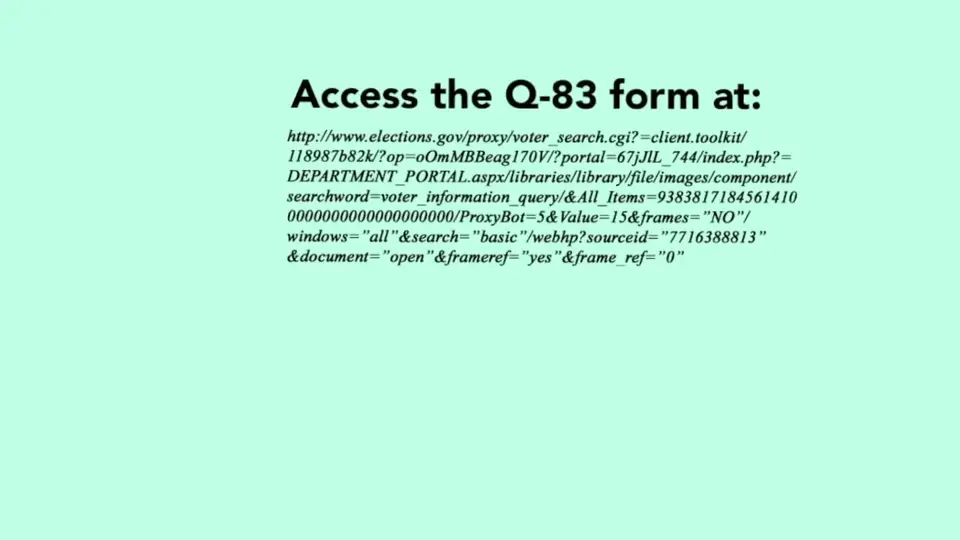 Access the Q-83 form at:
http://www.elections.gov/proxy/voter_search.cgi?=client.toolkit/
118987b82k/?op=oOmMBBeag170V/?portal=67jJlL_744/index.php?=
DEPARTMENT_PORTAL.aspx/libraries/library/file/images/component/
searchword=voter_information_query/&All_Items=9383817184561410
0000000000000000000/ProxyBot=5&Value=15&frames=”NO”/
windows=”all”&search=”basic”/webhp?sourceid=”7716388813”
&document=”open”&frameref=”yes”&frame_ref=”0”